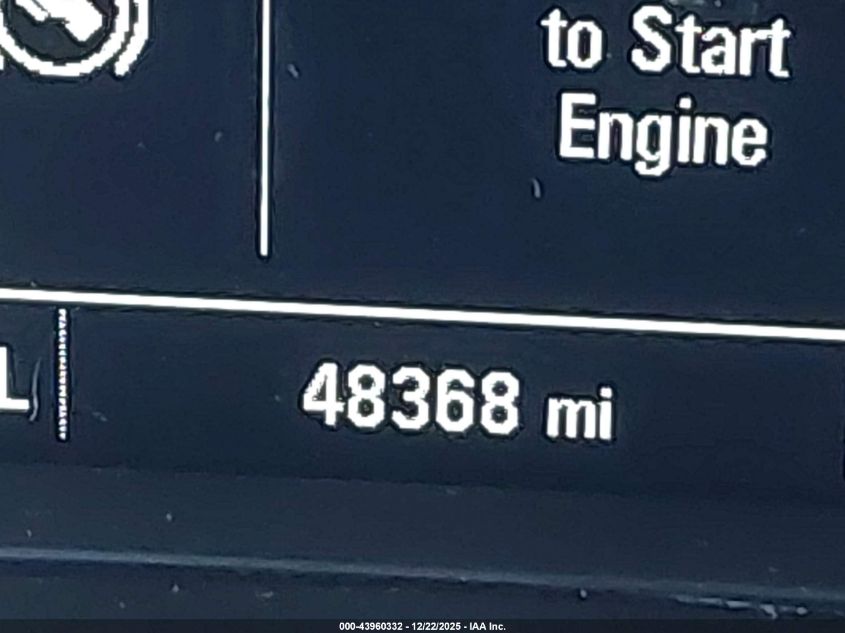 to Start
Engine
L
48368 mi
000-43960332 - 12/22/2025 - IAA Inc.